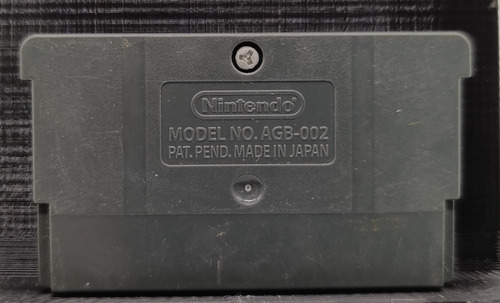 Nintendo®
MODEL NO. AGB-002
PAT. PEND. MADE IN JAPAN